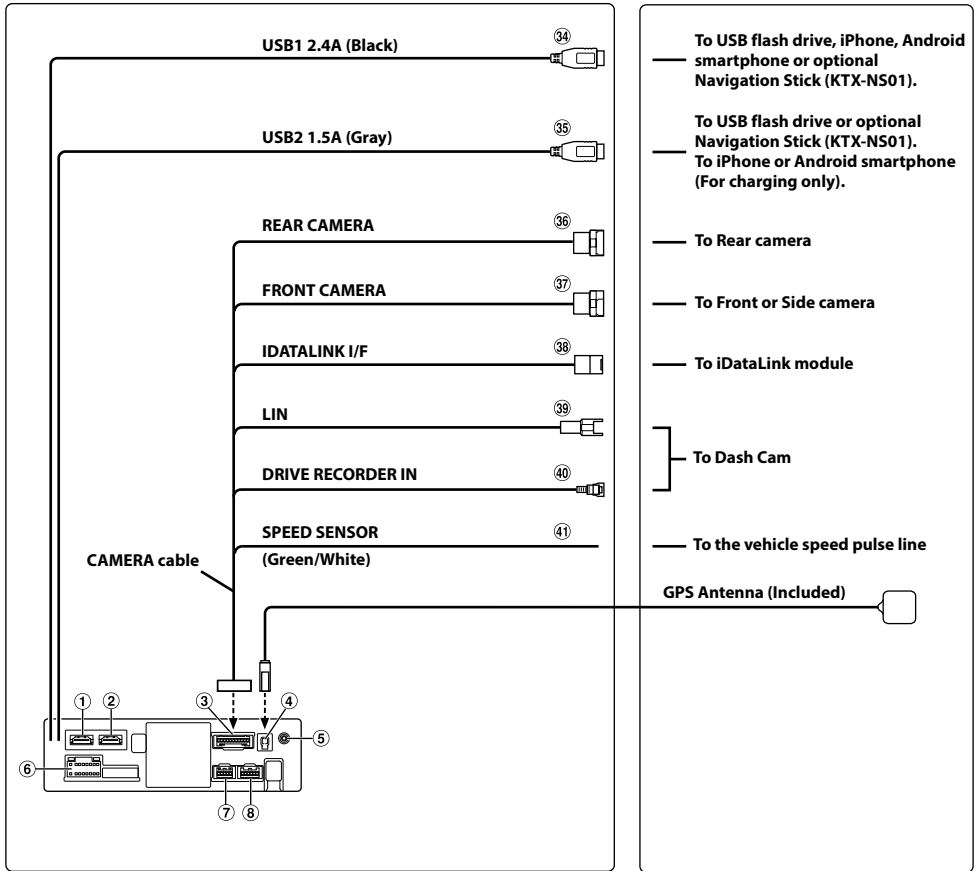 USB1 2.4A (Black)
㉞
To USB flash drive, iPhone, Android
smartphone or optional
Navigation Stick (KTX-NS01).
USB2 1.5A (Gray)
㉟
To USB flash drive or optional
Navigation Stick (KTX-NS01).
To iPhone or Android smartphone
(For charging only).
REAR CAMERA
㊱
To Rear camera
FRONT CAMERA
㊲
To Front or Side camera
IDATALINK I/F
㊳
To iDataLink module
LIN
㊴
DRIVE RECORDER IN
㊵
To Dash Cam
SPEED SENSOR
(Green/White)
㊶
To the vehicle speed pulse line
CAMERA cable
GPS Antenna (Included)
①
②
③
④
⑤
⑥
⑦
⑧